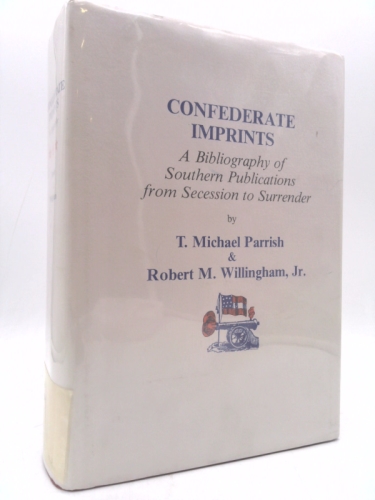 CONFEDERATE
IMPRINTS
A Bibliography of
Southern Publications
from Secession to Surrender
by
T. Michael Parrish
&
Robert M. Willingham, Jr.